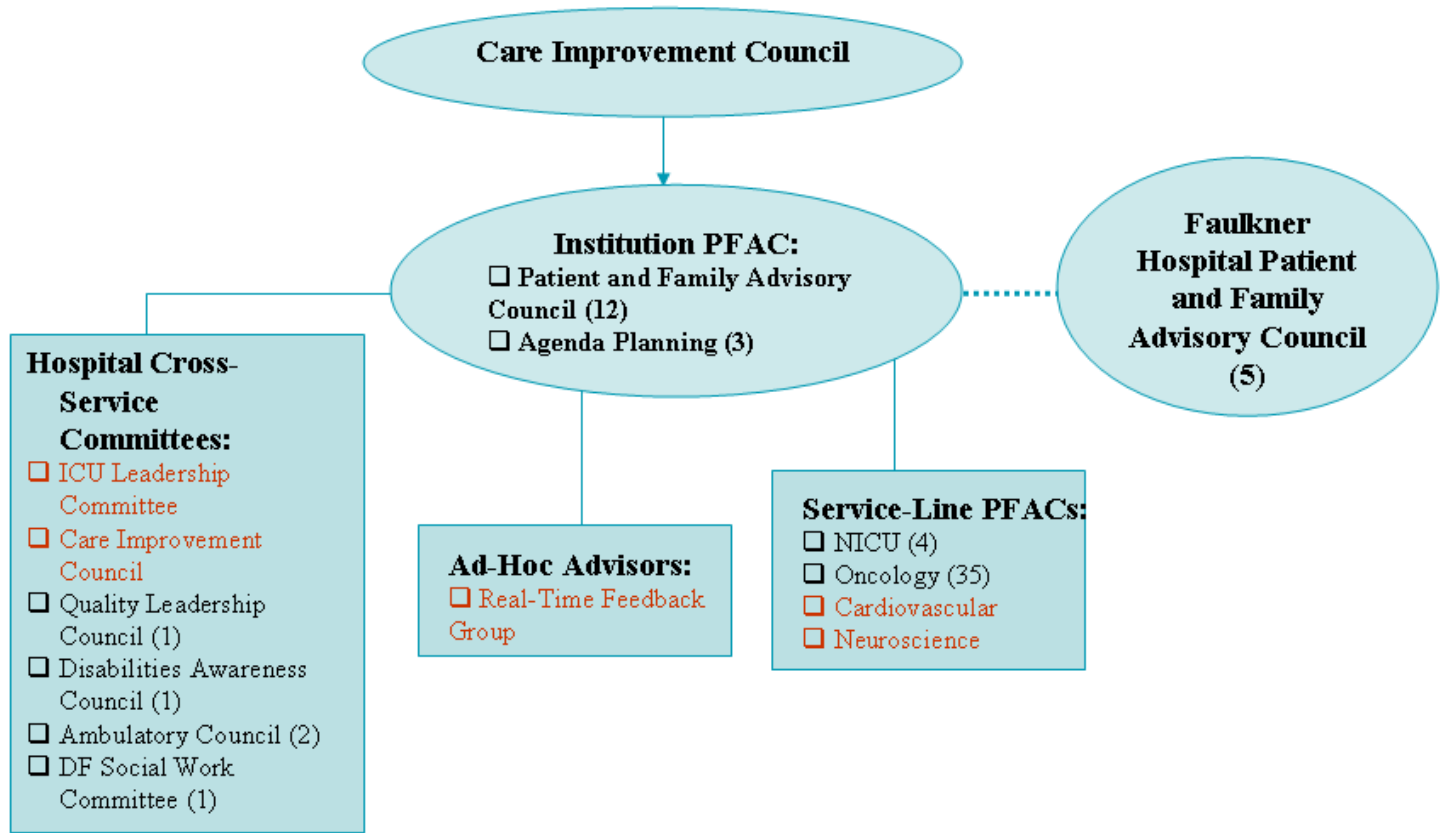 Care Improvement Council
Institution PFAC:
❑ Patient and Family Advisory
Council (12)
❑ Agenda Planning (3)
Faulkner
Hospital Patient
and Family
Advisory Council
(5)
Hospital Cross-
Service
Committees:
❑ ICU Leadership
Committee
❑ Care Improvement
Council
❑ Quality Leadership
Council (1)
❑ Disabilities Awareness
Council (1)
❑ Ambulatory Council (2)
❑ DF Social Work
Committee (1)
Ad-Hoc Advisors:
❑ Real-Time Feedback
Group
Service-Line PFACs:
❑ NICU (4)
❑ Oncology (35)
❑ Cardiovascular
❑ Neuroscience